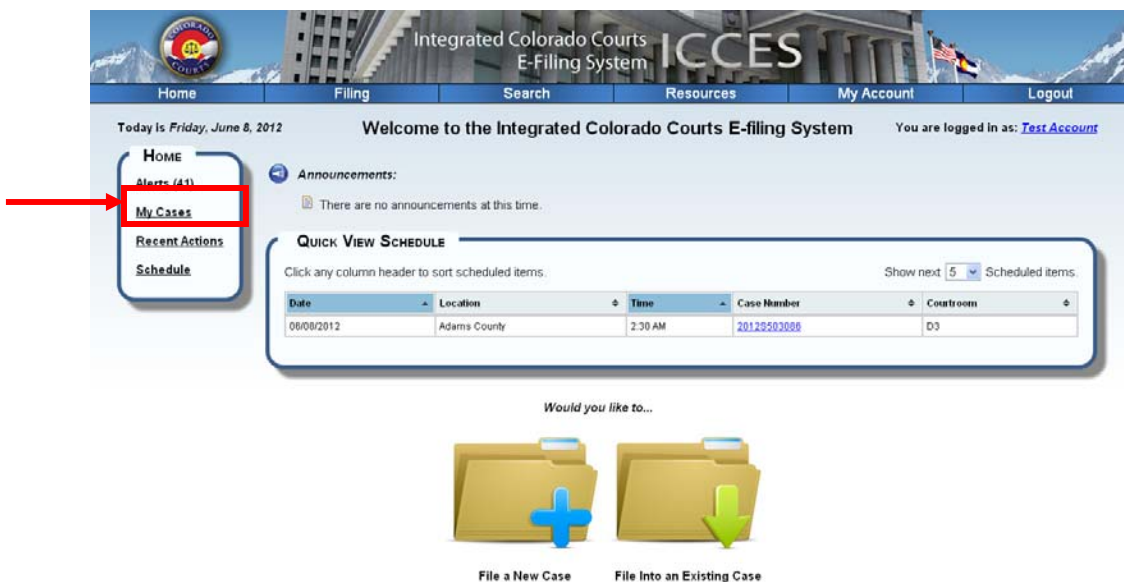 COLORADO
COURTS
Integrated Colorado Courts
E-Filing System
ICCES
Home Filing Search Resources My Account Logout
Today is Friday, June 8, 2012
Welcome to the Integrated Colorado Courts E-filing System
You are logged in as: Test Account
HOME
Alerts (41)
My Cases
Recent Actions
Schedule
Announcements:
There are no announcements at this time.
QUICK VIEW SCHEDULE
Click any column header to sort scheduled items.
Show next 5 Scheduled items.
Date Location Time Case Number Courtroom
06/08/2012 Adams County 2:30 AM 2012S503086 D3
Would you like to...
File a New Case File Into an Existing Case